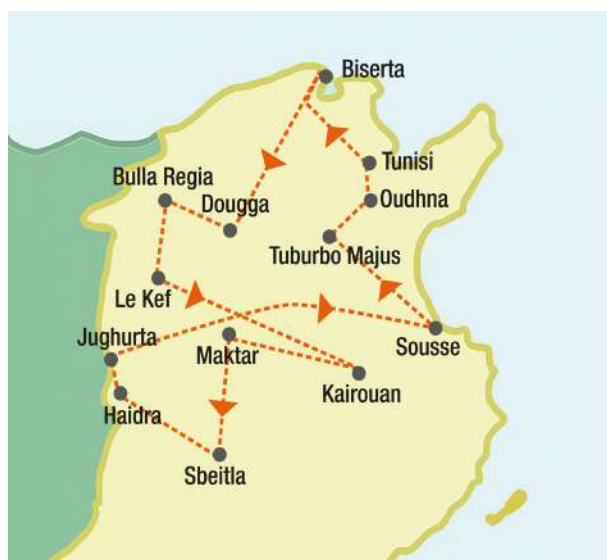 Biserta
Tunisi
Bulla Regia
Oudhna
Dougga
Tuburbo Majus
Le Kef
Jughurta
Maktar
Sousse
Kairouan
Haidra
Sbeitla